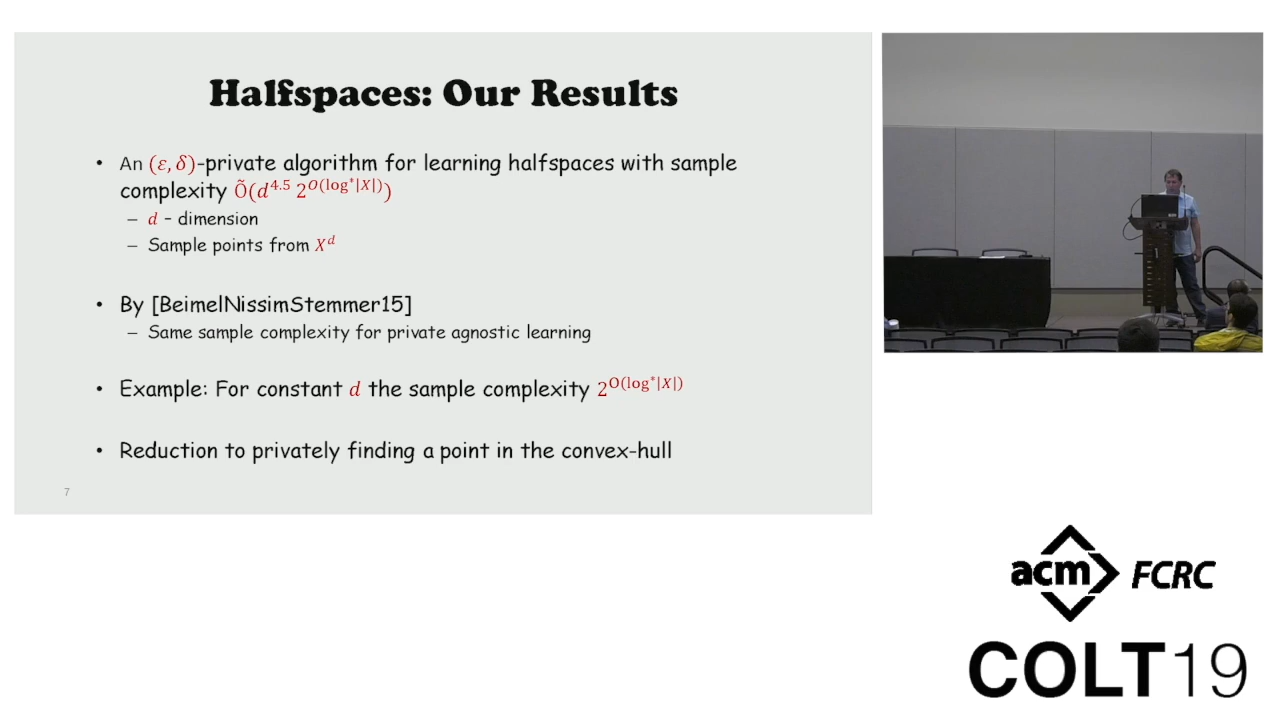 Halfspaces: Our Results
• An (ε, δ)-private algorithm for learning halfspaces with sample
complexity Õ(d^4.5 2^O(log*|X|))
– d – dimension
– Sample points from X^d
• By [BeimelNissimStemmer15]
– Same sample complexity for private agnostic learning
• Example: For constant d the sample complexity 2^O(log*|X|)
• Reduction to privately finding a point in the convex-hull
7
acm FCRC
COLT19